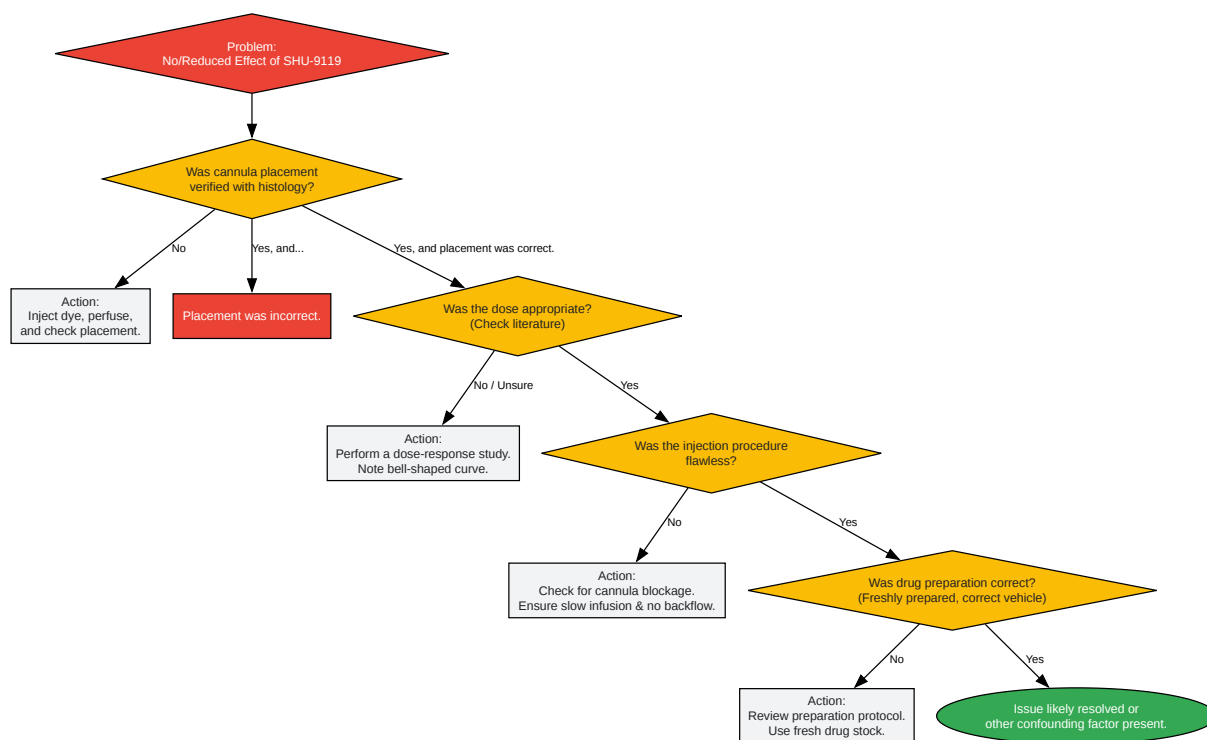 Problem:
No/Reduced Effect of SHU-9119
Was cannula placement
verified with histology?
No
Yes, and...
Yes, and placement was correct.
Action:
Inject dye, perfuse,
and check placement.
Placement was incorrect.
Was the dose appropriate?
(Check literature)
No / Unsure
Yes
Action:
Perform a dose-response study.
Note bell-shaped curve.
Was the injection procedure
flawless?
No
Yes
Action:
Check for cannula blockage.
Ensure slow infusion & no backflow.
Was drug preparation correct?
(Freshly prepared, correct vehicle)
No
Yes
Action:
Review preparation protocol.
Use fresh drug stock.
Issue likely resolved or
other confounding factor present.